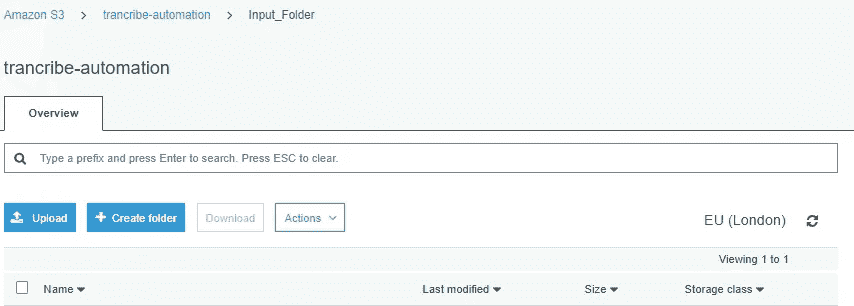 Amazon S3 > trancribe-automation > Input_Folder
trancribe-automation
Overview
Type a prefix and press Enter to search. Press ESC to clear.
Upload + Create folder Download Actions EU (London)
Viewing 1 to 1
Name Last modified Size Storage class